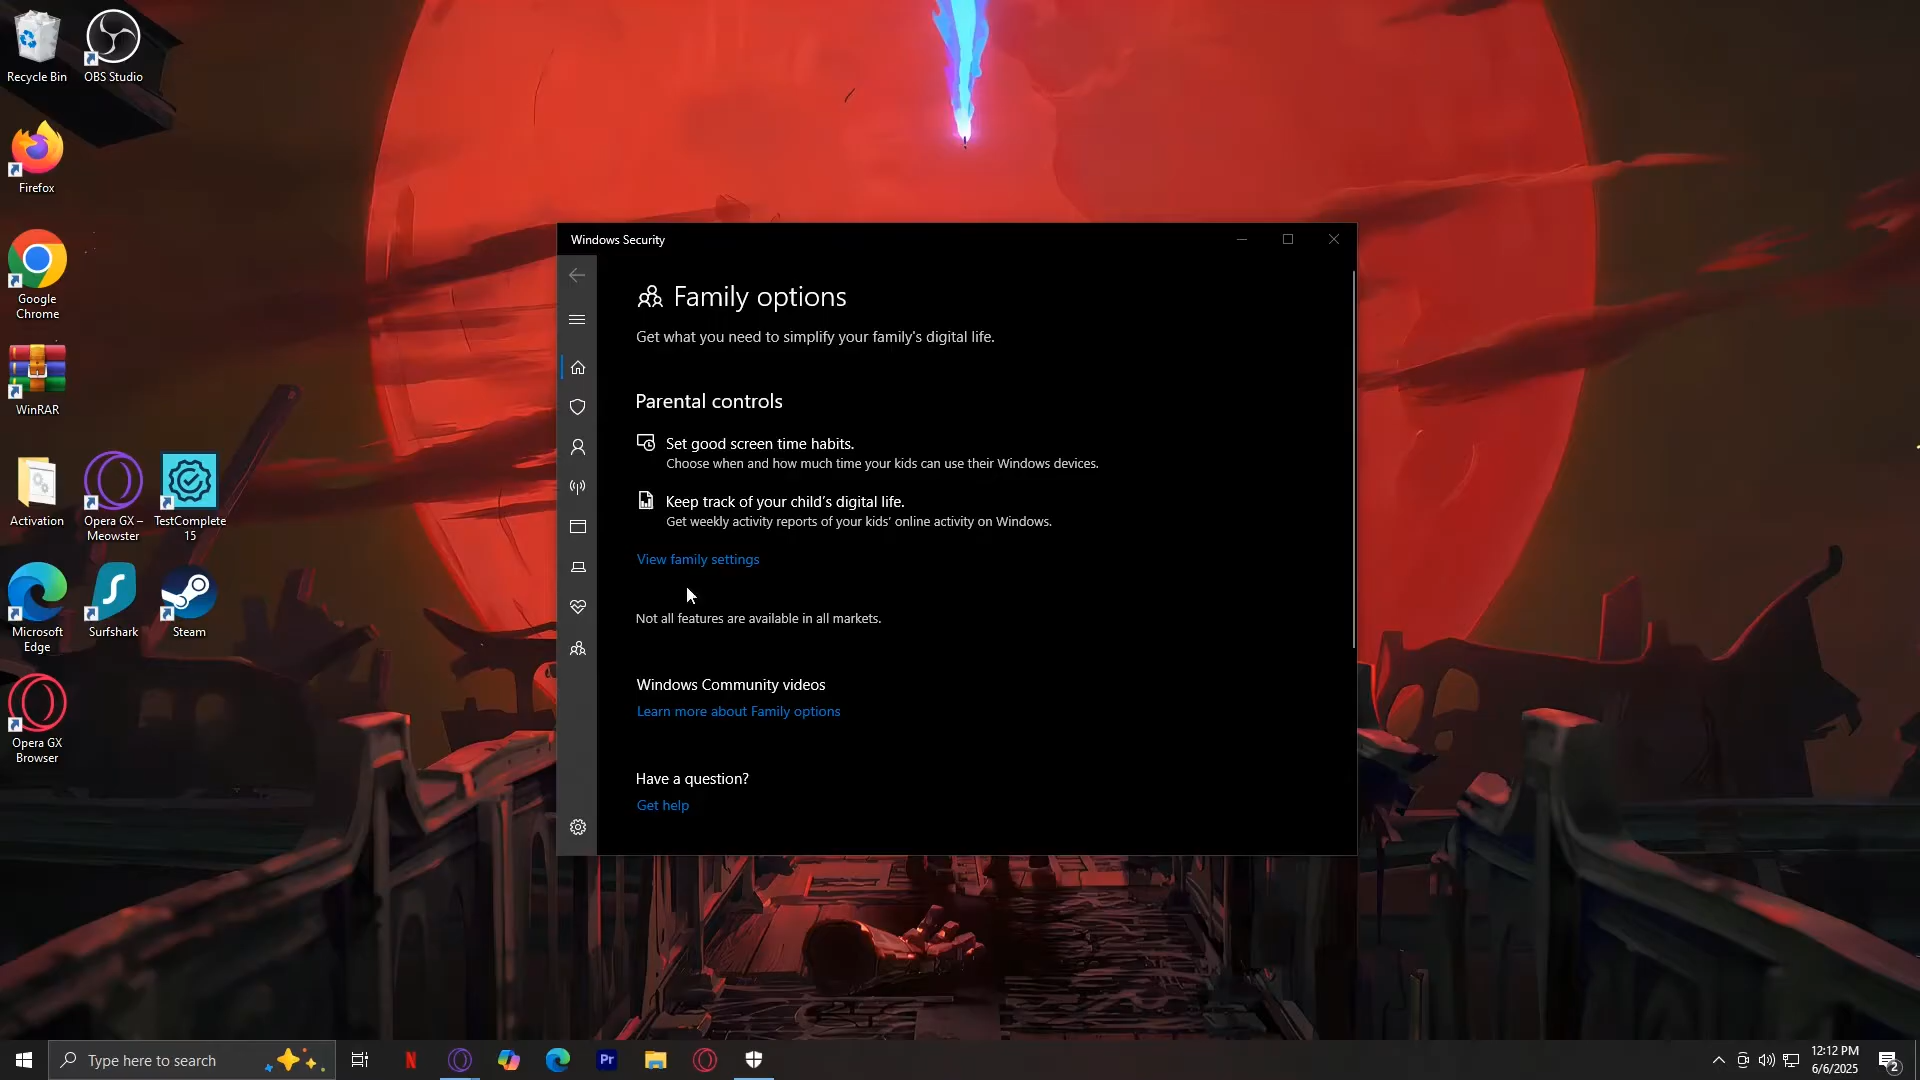 Recycle Bin
OBS Studio
Firefox
Google
Chrome
WinRAR
Activation
Opera GX –
Meowster
TestComplete
15
Microsoft
Edge
Surfshark
Steam
Opera GX
Browser
Windows Security
Family options
Get what you need to simplify your family's digital life.
Parental controls
Set good screen time habits.
Choose when and how much time your kids can use their Windows devices.
Keep track of your child’s digital life.
Get weekly activity reports of your kids’ online activity on Windows.
View family settings
Not all features are available in all markets.
Windows Community videos
Learn more about Family options
Have a question?
Get help
Type here to search
N
Pr
12:12 PM
6/6/2025
2